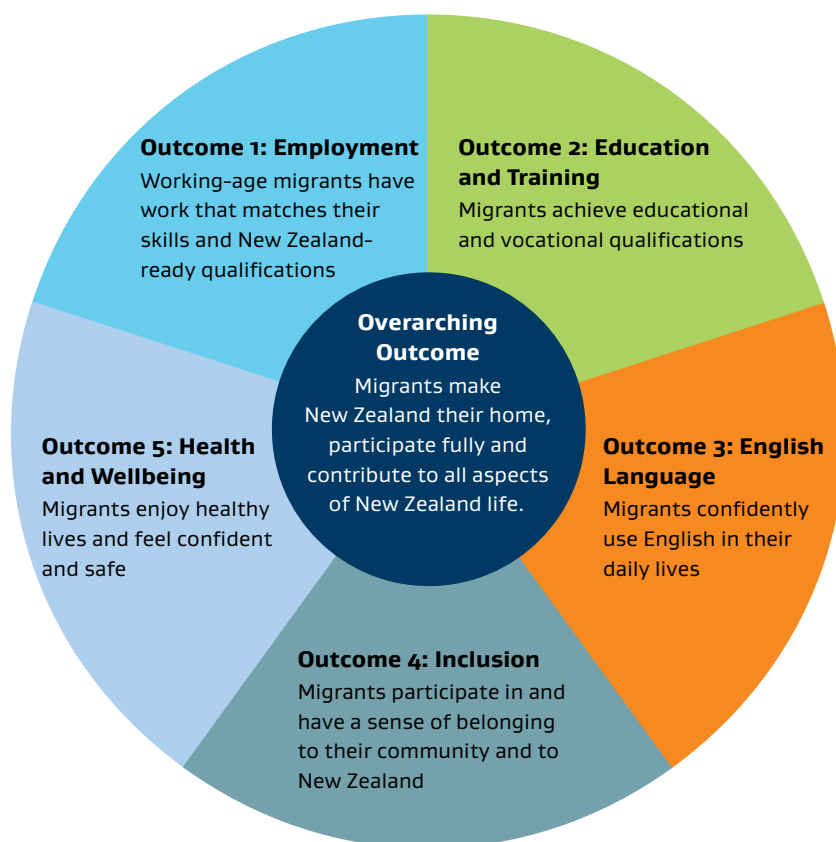 Outcome 1: Employment
Working-age migrants have
work that matches their
skills and New Zealand-
ready qualifications
Outcome 2: Education
and Training
Migrants achieve educational
and vocational qualifications
Overarching
Outcome
Migrants make
New Zealand their home,
participate fully and
contribute to all aspects
of New Zealand life.
Outcome 3: English
Language
Migrants confidently
use English in their
daily lives
Outcome 4: Inclusion
Migrants participate in and
have a sense of belonging
to their community and to
New Zealand
Outcome 5: Health
and Wellbeing
Migrants enjoy healthy
lives and feel confident
and safe